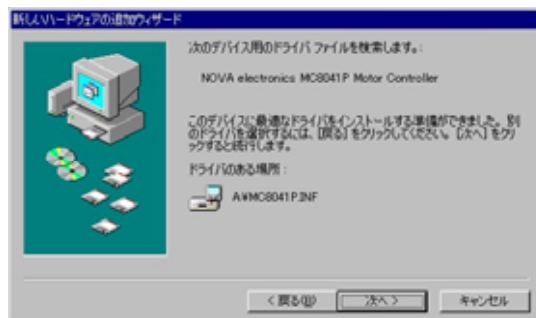 新しいハードウェアの追加ウィザード
次のデバイス用のドライバ ファイルを検索します。:
NOVA electronics MC8041P Motor Controller
このデバイスに最適なドライバをインストールする準備ができました。別
のドライバを選択するには、[戻る] をクリックしてください。[次へ] をクリ
ックすると続行します。
ドライバのある場所:
A¥MC8041P.INF
< 戻る(B)
次へ >
キャンセル